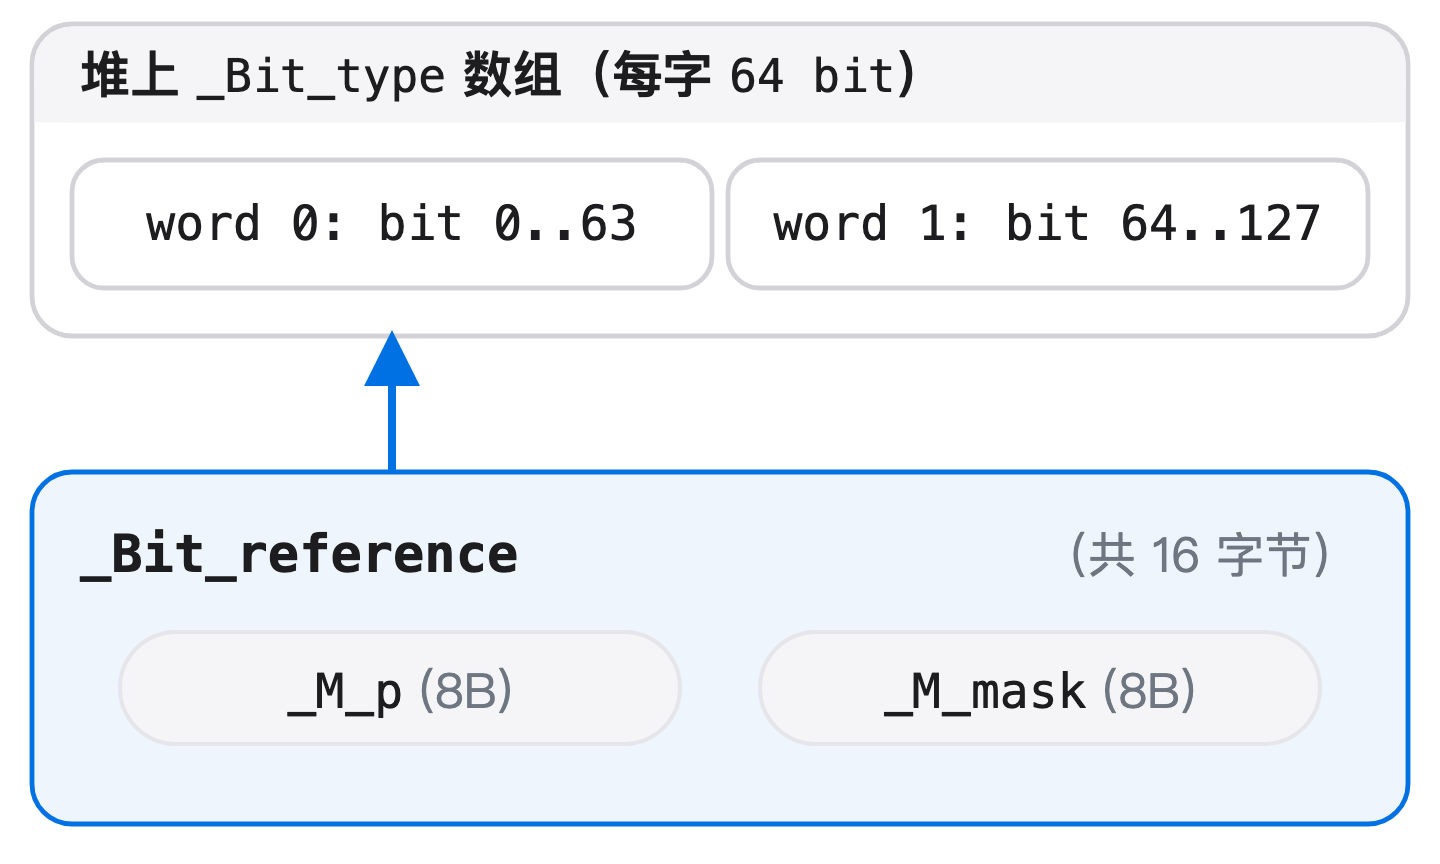 堆上 _Bit_type 数组（每字 64 bit）
word 0: bit 0..63
word 1: bit 64..127
_Bit_reference
(共 16 字节)
_M_p (8B)
_M_mask (8B)